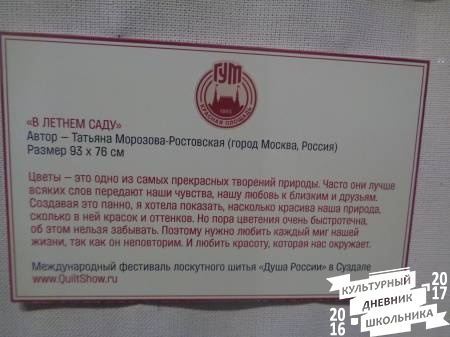 ГУМ
1893
КРАСНАЯ ПЛОЩАДЬ
«В ЛЕТНЕМ САДУ»
Автор – Татьяна Морозова-Ростовская (город Москва, Россия)
Размер 93 х 76 см
Цветы – это одно из самых прекрасных творений природы. Часто они лучше
всяких слов передают наши чувства, нашу любовь к близким и друзьям.
Создавая это панно, я хотела показать, насколько красива наша природа,
сколько в ней красок и оттенков. Но пора цветения очень быстротечна,
об этом нельзя забывать. Поэтому нужно любить каждый миг нашей
жизни, так как он неповторим. И любить красоту, которая нас окружает.
Международный фестиваль лоскутного шитья «Душа России» в Суздале
www.QuiltShow.ru
КУЛЬТУРНЫЙ
ДНЕВНИК
ШКОЛЬНИКА
2016
2017